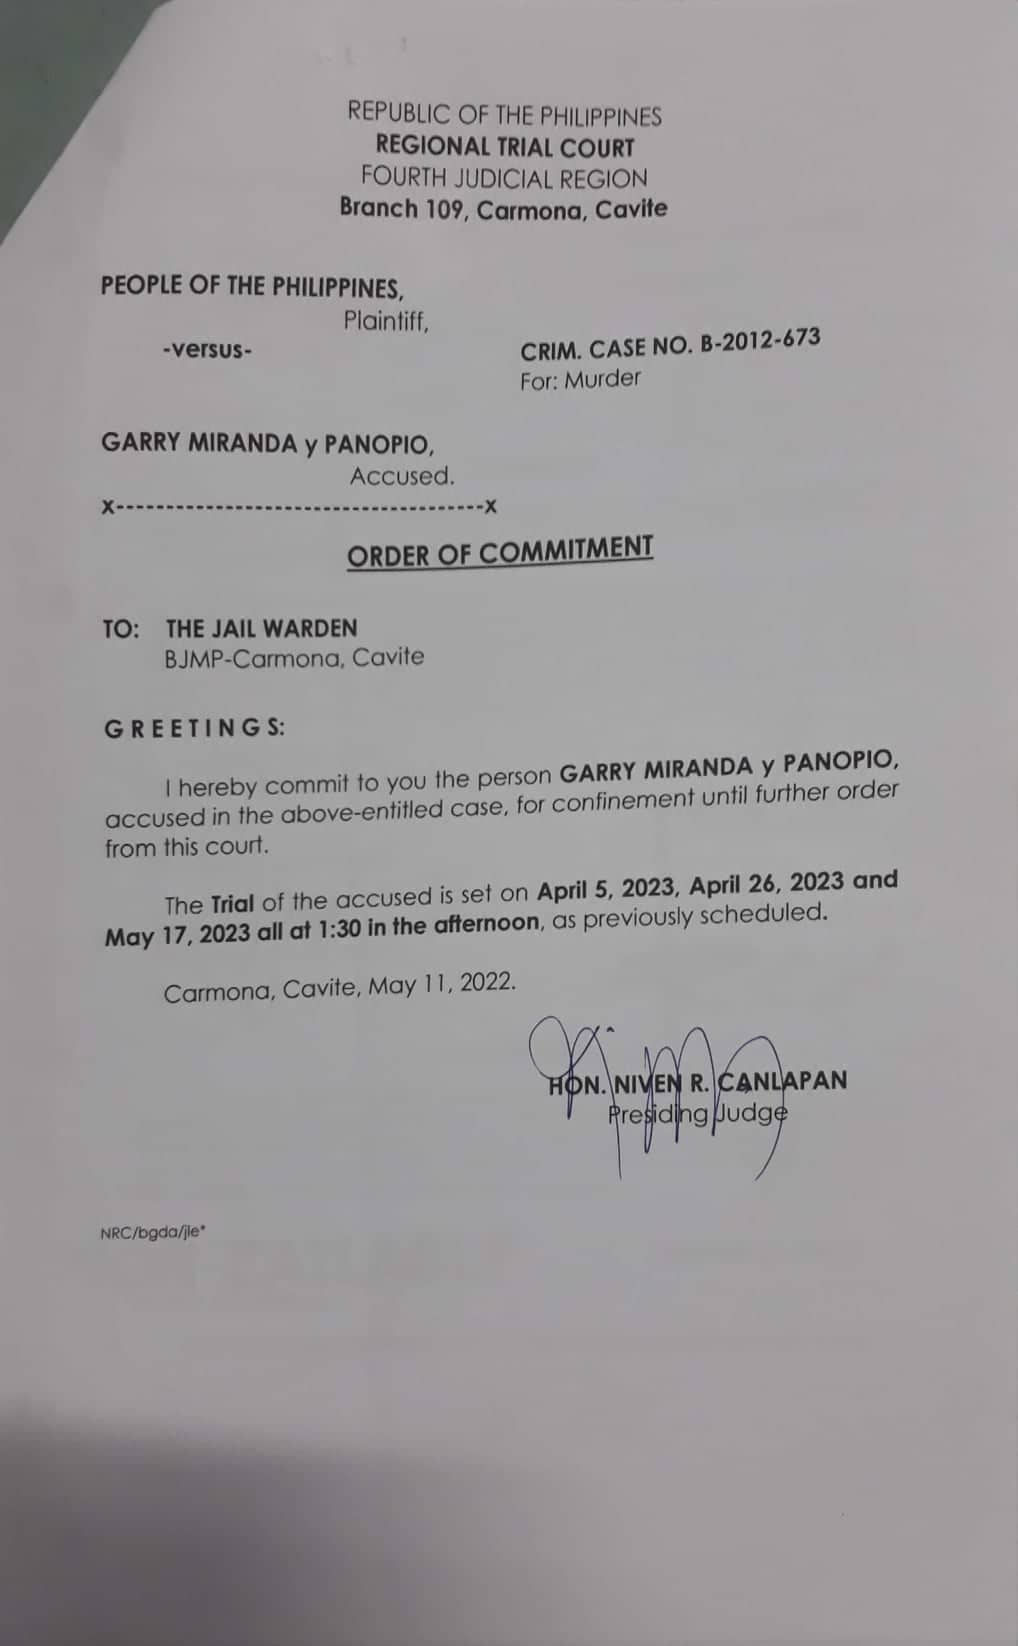 REPUBLIC OF THE PHILIPPINES
REGIONAL TRIAL COURT
FOURTH JUDICIAL REGION
Branch 109, Carmona, Cavite
PEOPLE OF THE PHILIPPINES,
Plaintiff,
-versus-
CRIM. CASE NO. B-2012-673
For: Murder
GARRY MIRANDA y PANOPIO,
Accused.
x-------------------------------------x
ORDER OF COMMITMENT
TO: THE JAIL WARDEN
BJMP-Carmona, Cavite
G R E E T I N G S:
I hereby commit to you the person GARRY MIRANDA y PANOPIO,
accused in the above-entitled case, for confinement until further order
from this court.
The Trial of the accused is set on April 5, 2023, April 26, 2023 and
May 17, 2023 all at 1:30 in the afternoon, as previously scheduled.
Carmona, Cavite, May 11, 2022.
HON. NIVEN R. CANLAPAN
Presiding Judge
NRC/bgda/jle*